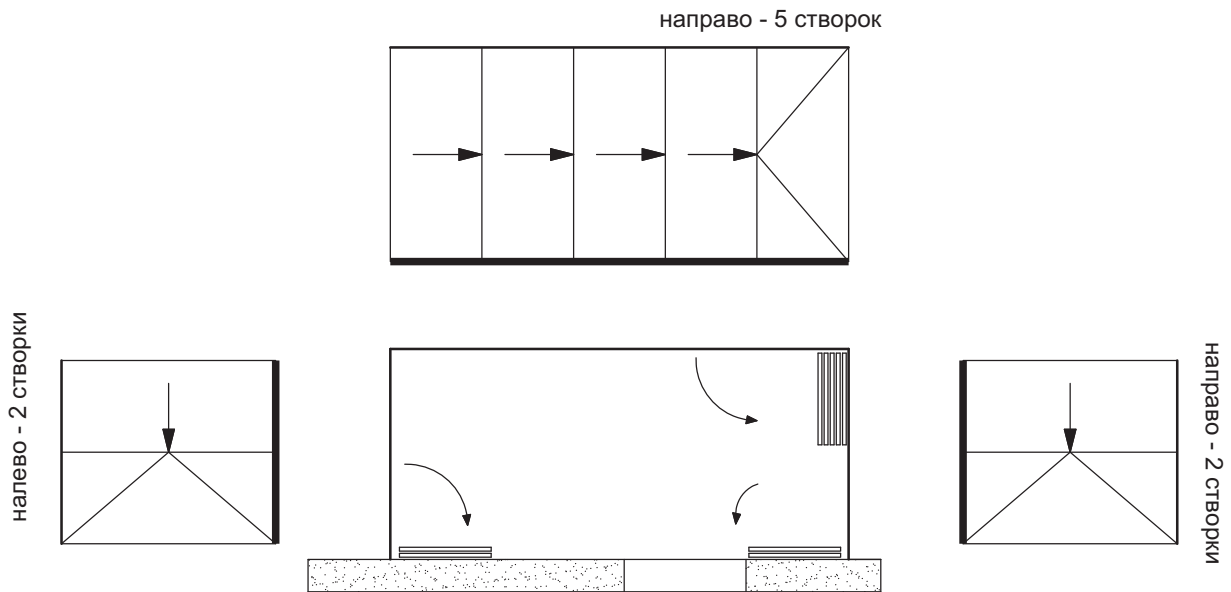 направо - 5 створок
налево - 2 створки
направо - 2 створки